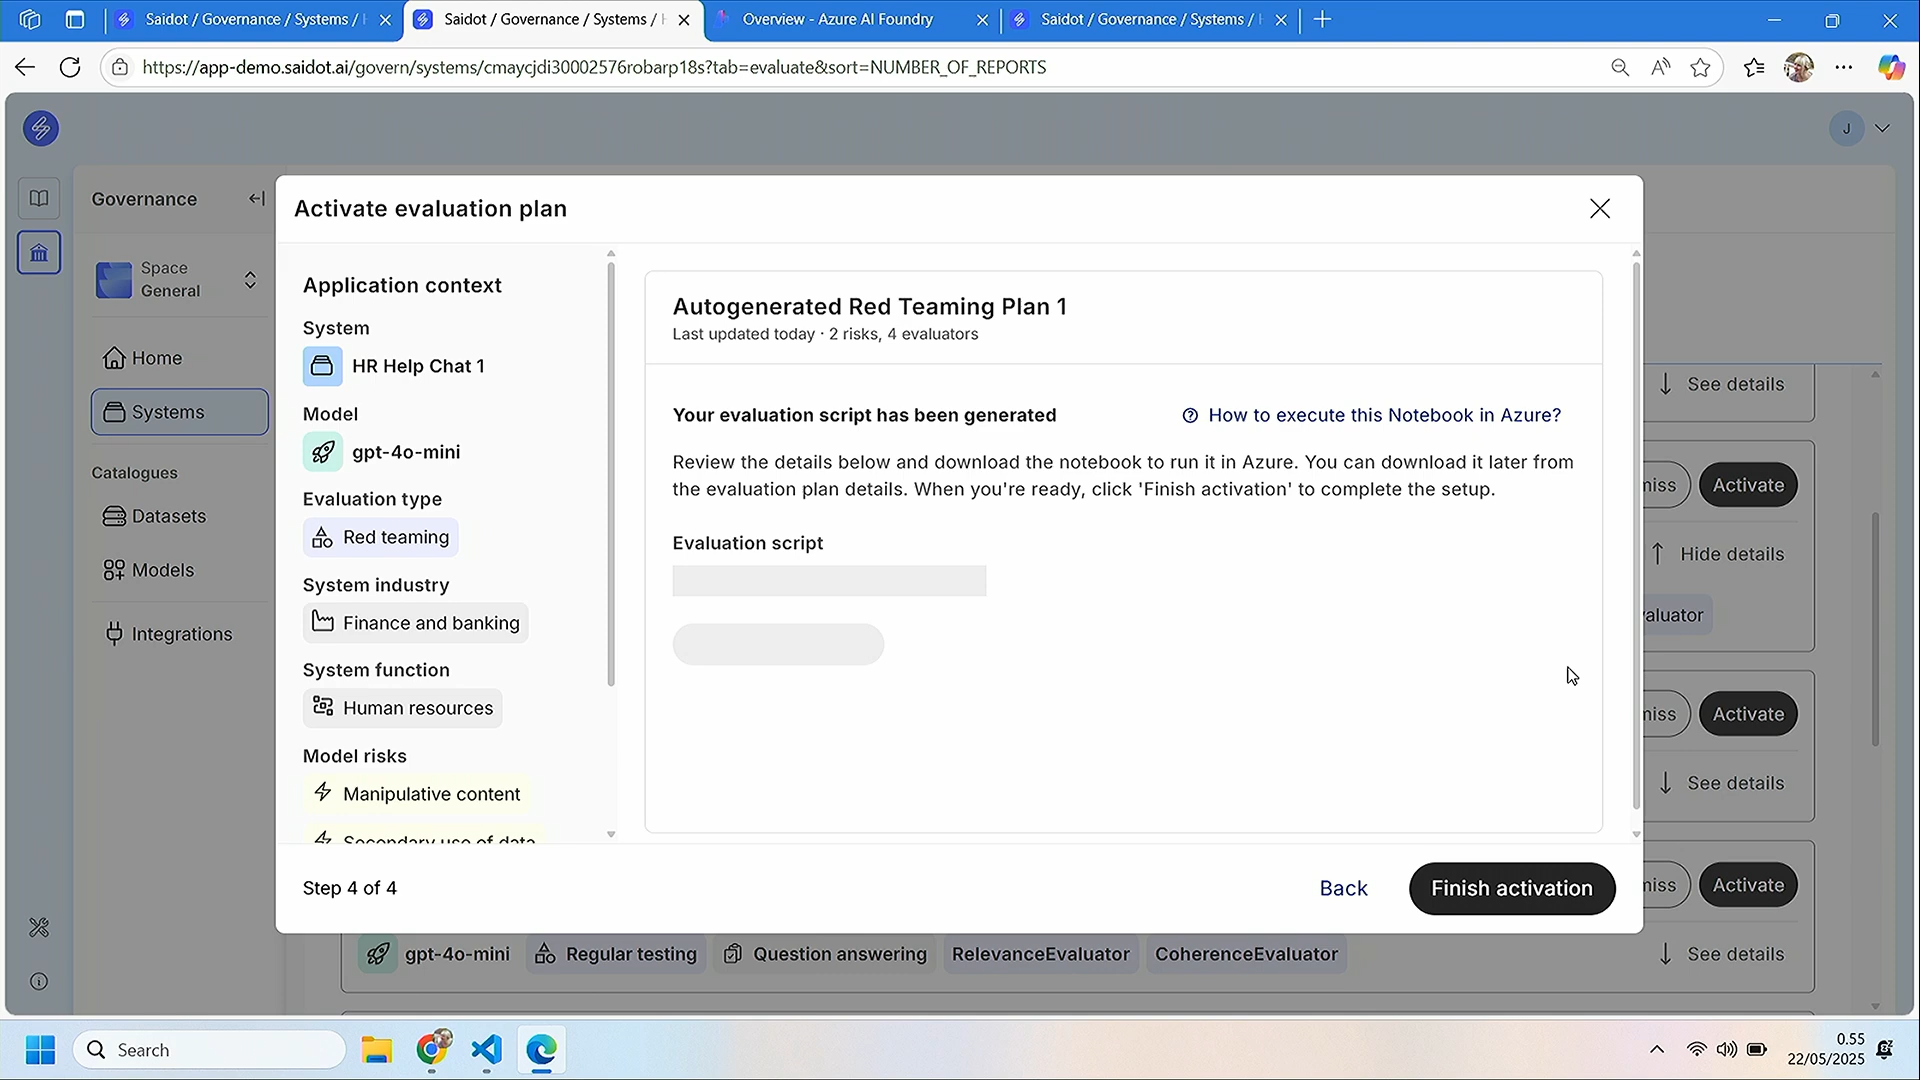 Saidot / Governance / Systems /
Saidot / Governance / Systems /
Overview - Azure AI Foundry
Saidot / Governance / Systems /
https://app-demo.saidot.ai/govern/systems/cmaycjdi30002576robarp18s?tab=evaluate&sort=NUMBER_OF_REPORTS
J
Governance
Space
General
Home
Systems
Catalogues
Datasets
Models
Integrations
Activate evaluation plan
Application context
System
HR Help Chat 1
Model
gpt-4o-mini
Evaluation type
Red teaming
System industry
Finance and banking
System function
Human resources
Model risks
Manipulative content
Secondary use of data
Autogenerated Red Teaming Plan 1
Last updated today · 2 risks, 4 evaluators
Your evaluation script has been generated
How to execute this Notebook in Azure?
Review the details below and download the notebook to run it in Azure. You can download it later from
the evaluation plan details. When you're ready, click 'Finish activation' to complete the setup.
Evaluation script
Step 4 of 4
Back
Finish activation
See details
miss
Activate
Hide details
valuator
miss
Activate
See details
miss
Activate
gpt-4o-mini
Regular testing
Question answering
RelevanceEvaluator
CoherenceEvaluator
See details
Search
0.55
22/05/2025